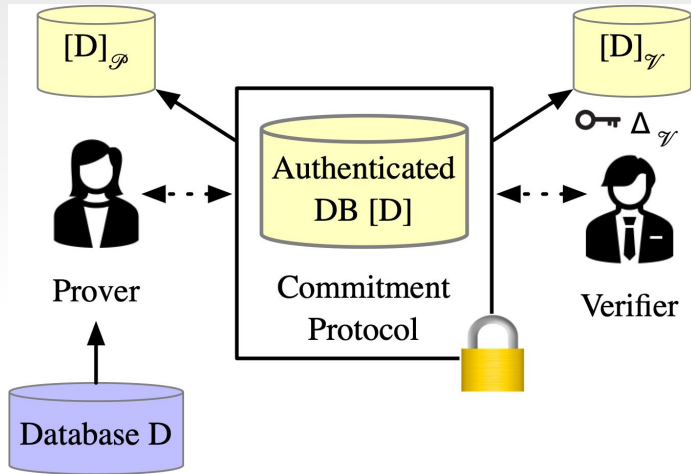 [D]𝒫
[D]𝒱
Δ𝒱
Authenticated
DB [D]
Prover
Commitment
Protocol
Verifier
Database D